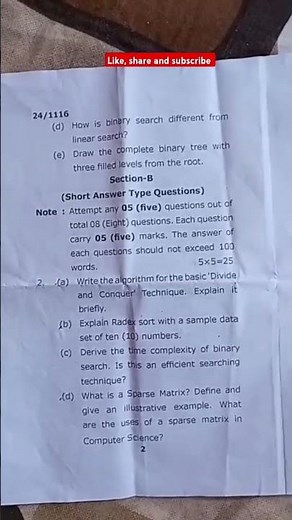 Like, share and subscribe
24/1116
(d) How is binary search different from
linear search?
(e) Draw the complete binary tree with
three filled levels from the root.
Section-B
(Short Answer Type Questions)
Note : Attempt any 05 (five) questions out of
total 08 (Eight) questions. Each question
carry 05 (five) marks. The answer of
each questions should not exceed 100
words. 5×5=25
2. (a) Write the algorithm for the basic 'Divide
and Conquer' Technique. Explain it
briefly.
(b) Explain Radex sort with a sample data
set of ten (10) numbers.
(c) Derive the time complexity of binary
search. Is this an efficient searching
technique?
(d) What is a Sparse Matrix? Define and
give an illustrative example. What
are the uses of a sparse matrix in
Computer Science?
2